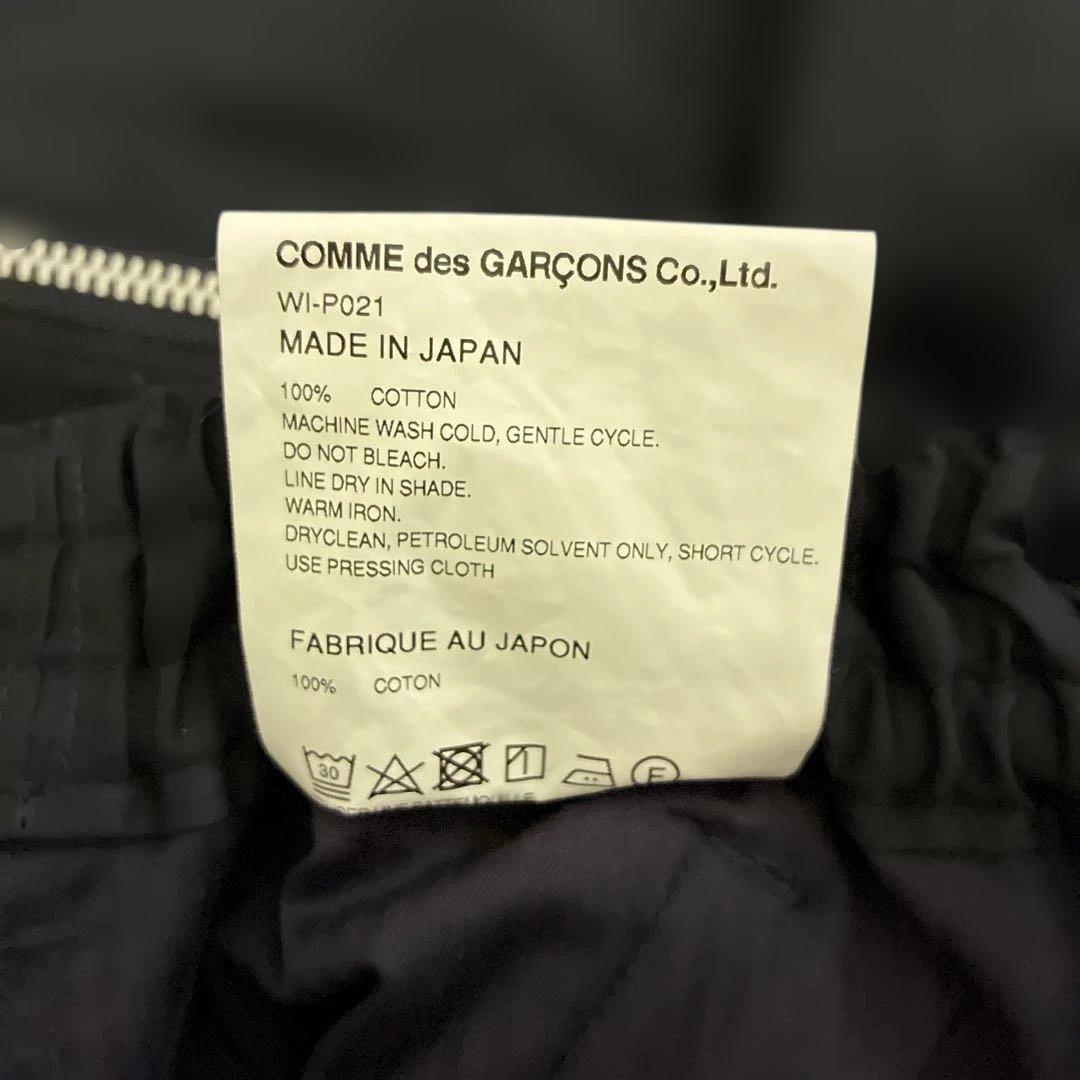 COMME des GARÇONS Co.,Ltd.
WI-P021
MADE IN JAPAN
100% COTTON
MACHINE WASH COLD, GENTLE CYCLE.
DO NOT BLEACH.
LINE DRY IN SHADE.
WARM IRON.
DRYCLEAN, PETROLEUM SOLVENT ONLY, SHORT CYCLE.
USE PRESSING CLOTH
FABRIQUE AU JAPON
100% COTON
30 F